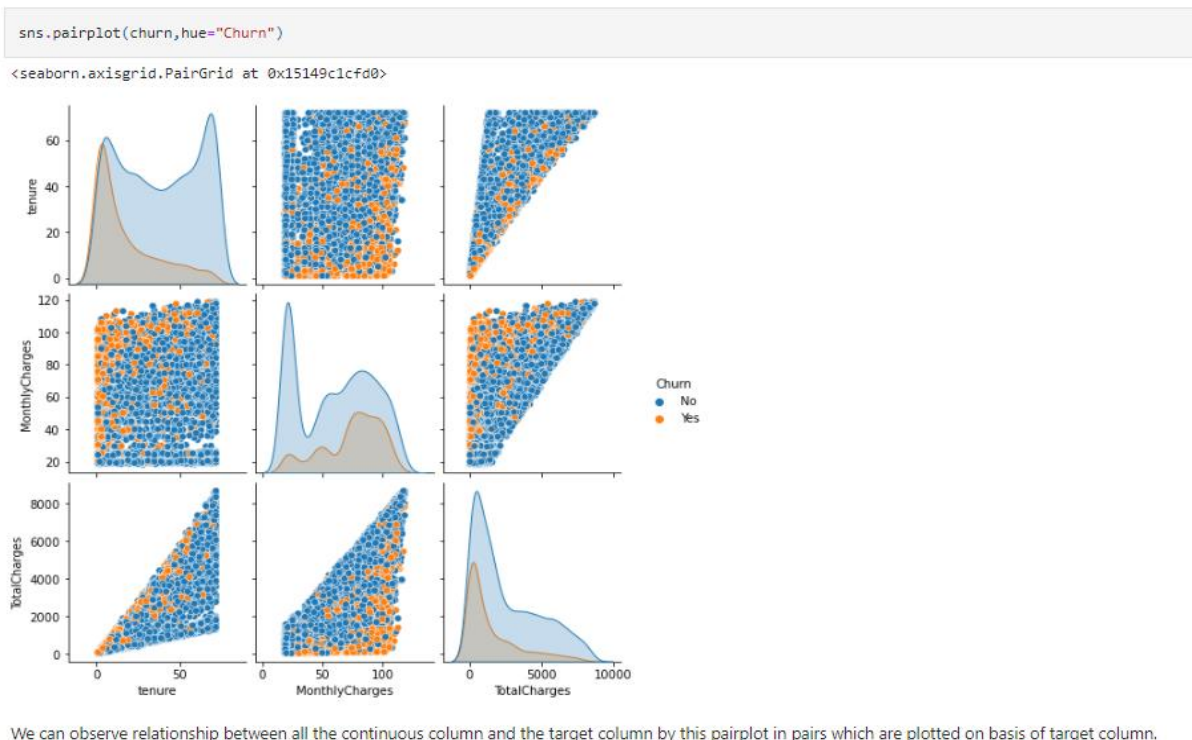 sns.pairplot(churn,hue="Churn")
<seaborn.axisgrid.PairGrid at 0x15149c1cfd0>
60
40
20
0
tenure
120
100
80
60
40
20
MonthlyCharges
Churn
No
Yes
8000
6000
4000
2000
0
TotalCharges
0 50
tenure
0 50 100
MonthlyCharges
0 5000 10000
TotalCharges
We can observe relationship between all the continuous column and the target column by this pairplot in pairs which are plotted on basis of target column.